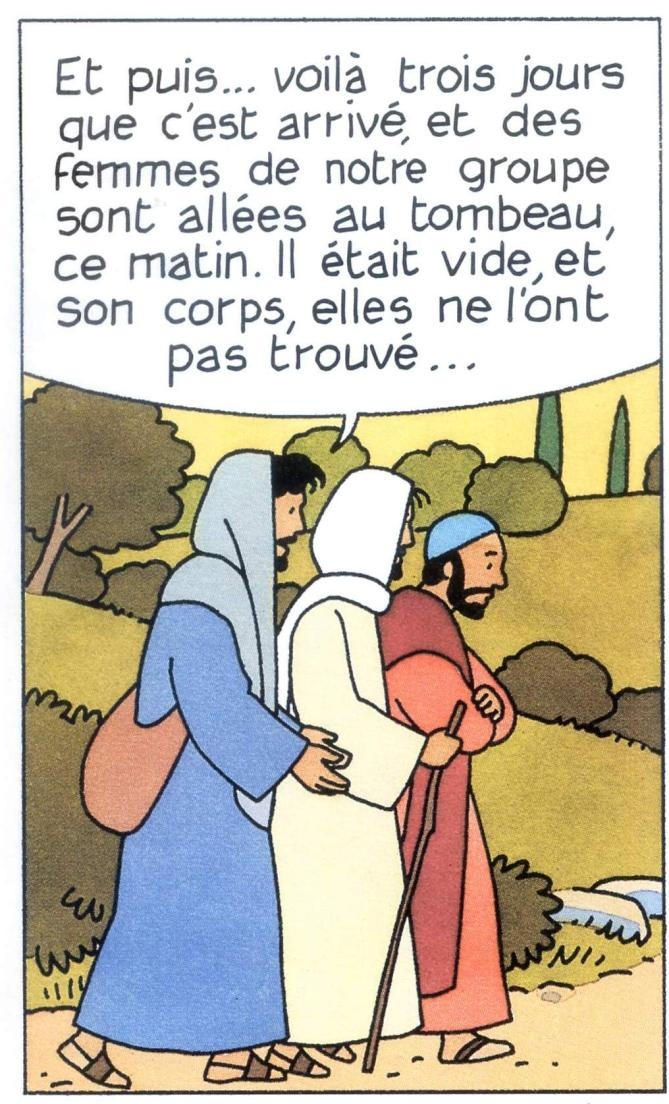 Et puis... voilà trois jours
que c'est arrivé, et des
femmes de notre groupe
sont allées au tombeau,
ce matin. Il était vide, et
son corps, elles ne l'ont
pas trouvé...